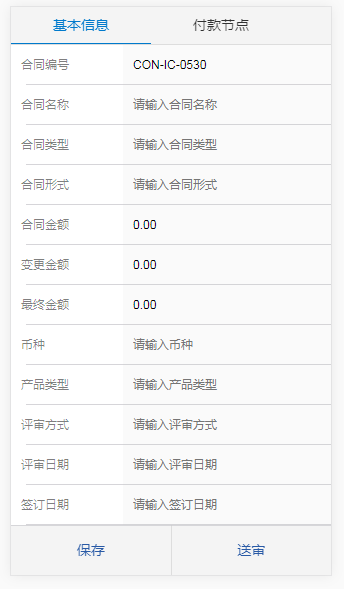 基本信息 付款节点
合同编号 CON-IC-0530
合同名称 请输入合同名称
合同类型 请输入合同类型
合同形式 请输入合同形式
合同金额 0.00
变更金额 0.00
最终金额 0.00
币种 请输入币种
产品类型 请输入产品类型
评审方式 请输入评审方式
评审日期 请输入评审日期
签订日期 请输入签订日期
保存 送审